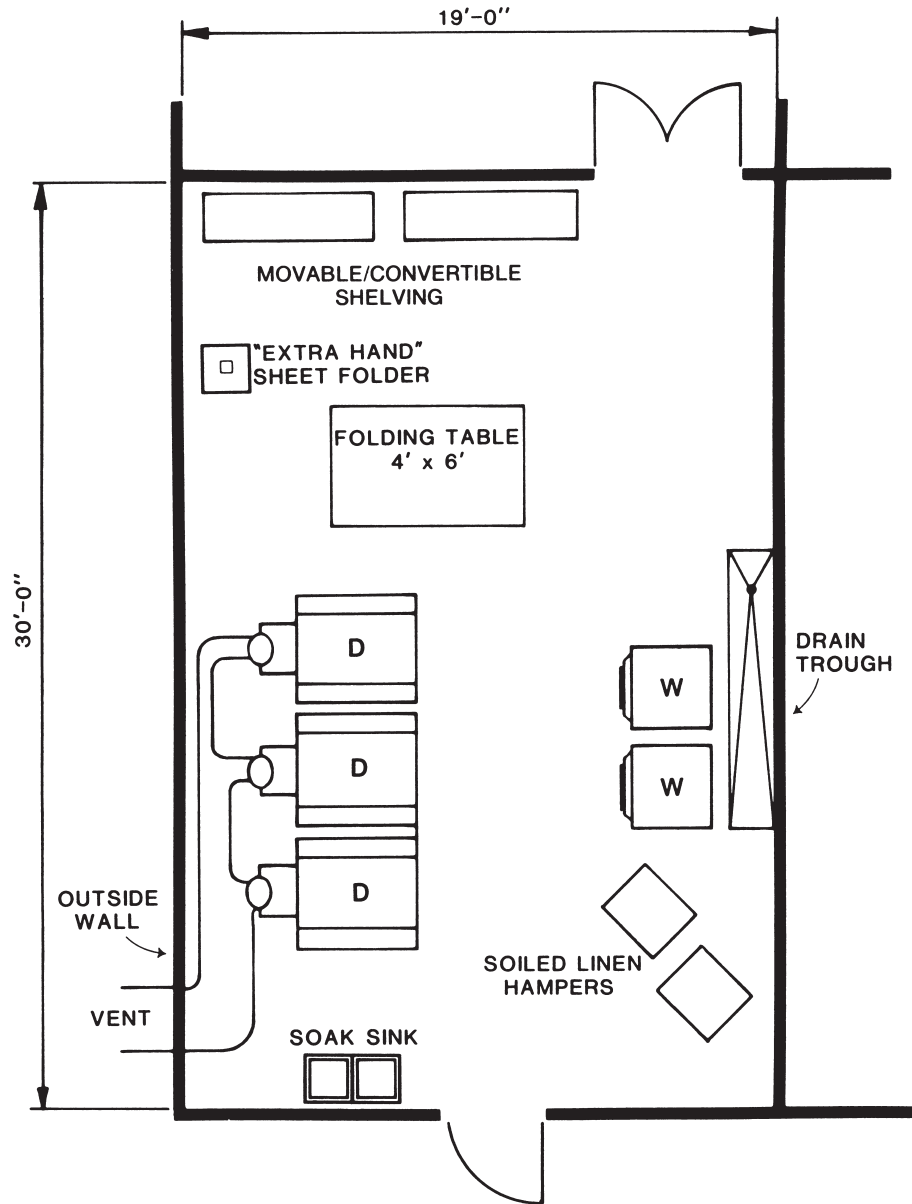 19'-0"
MOVABLE/CONVERTIBLE
SHELVING
"EXTRA HAND"
SHEET FOLDER
FOLDING TABLE
4' x 6'
30'-0"
D
W
DRAIN
TROUGH
D
W
D
OUTSIDE
WALL
SOILED LINEN
HAMPERS
VENT
SOAK SINK